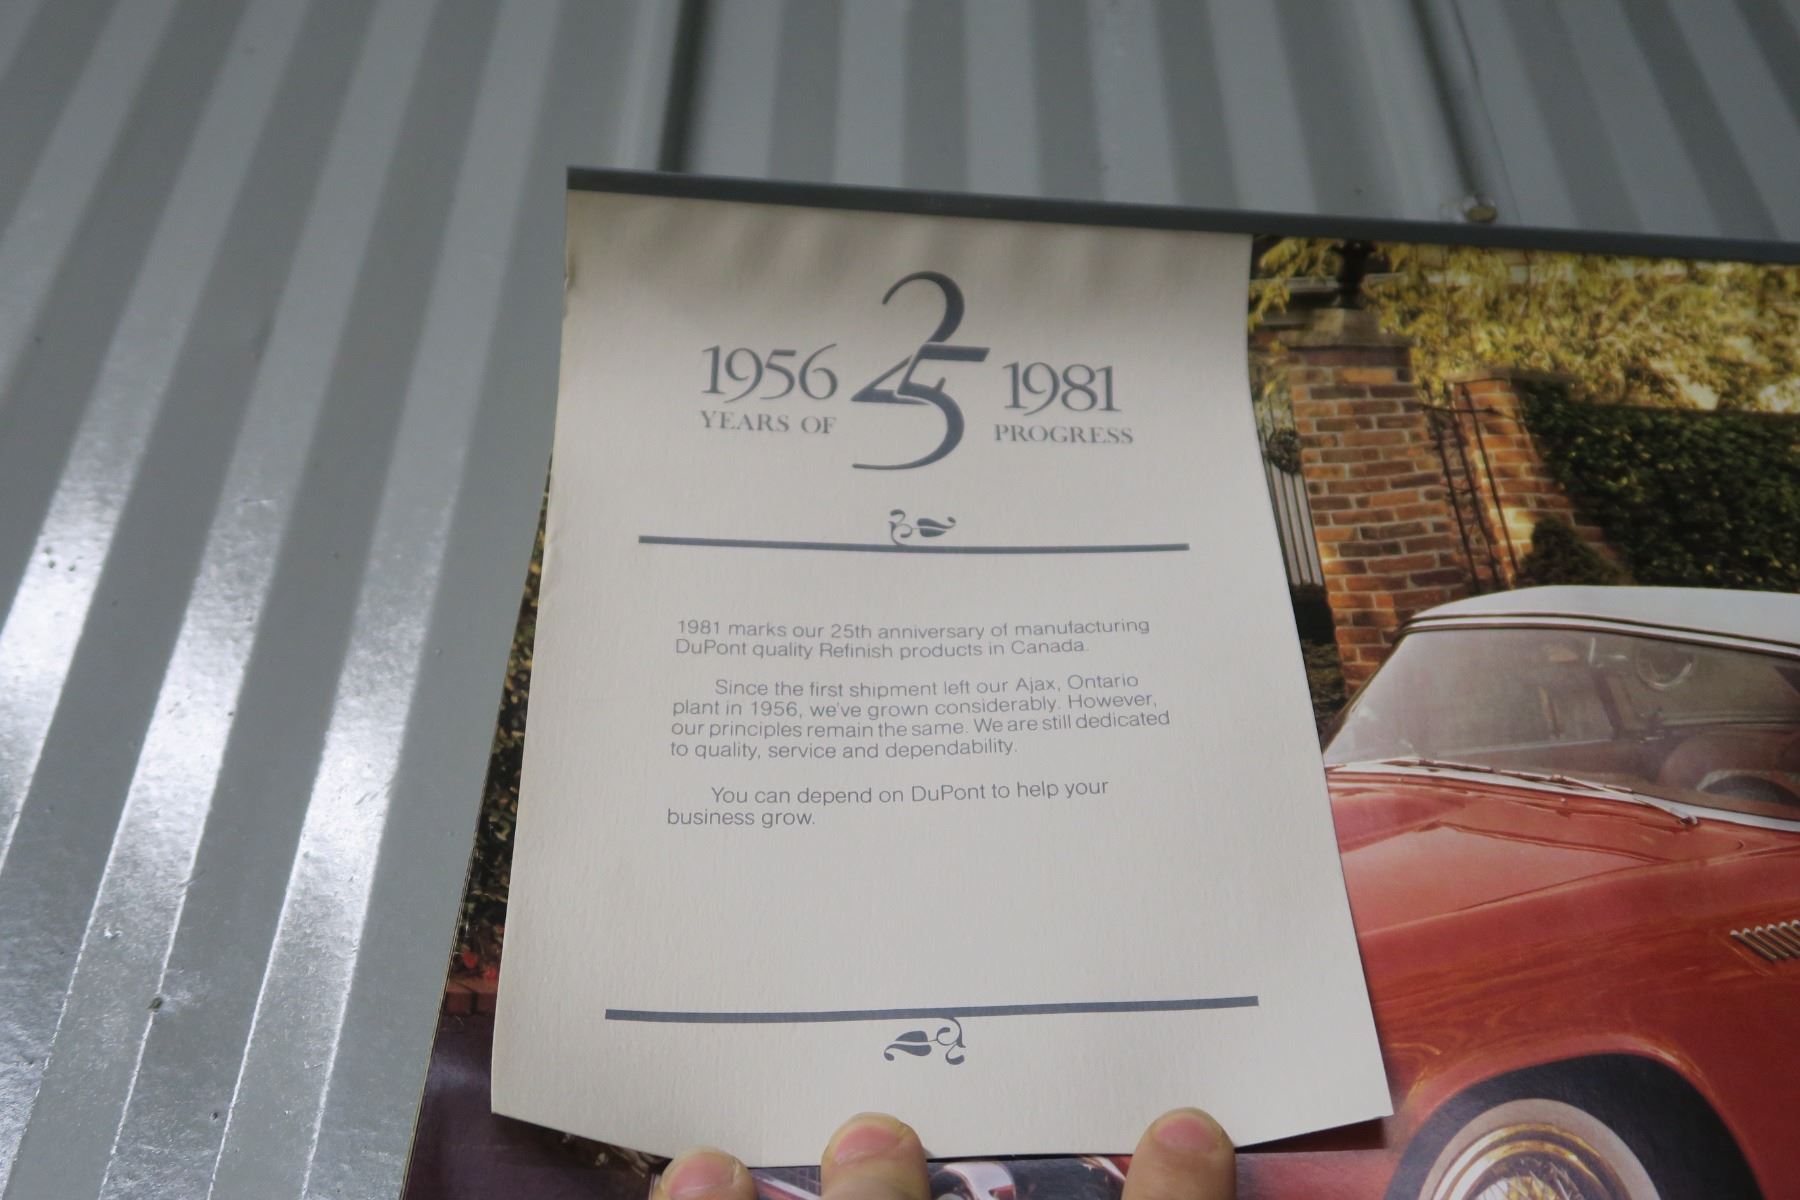 1956 25 1981
YEARS OF PROGRESS
1981 marks our 25th anniversary of manufacturing
DuPont quality Refinish products in Canada.
Since the first shipment left our Ajax, Ontario
plant in 1956, we've grown considerably. However,
our principles remain the same. We are still dedicated
to quality, service and dependability.
You can depend on DuPont to help your
business grow.